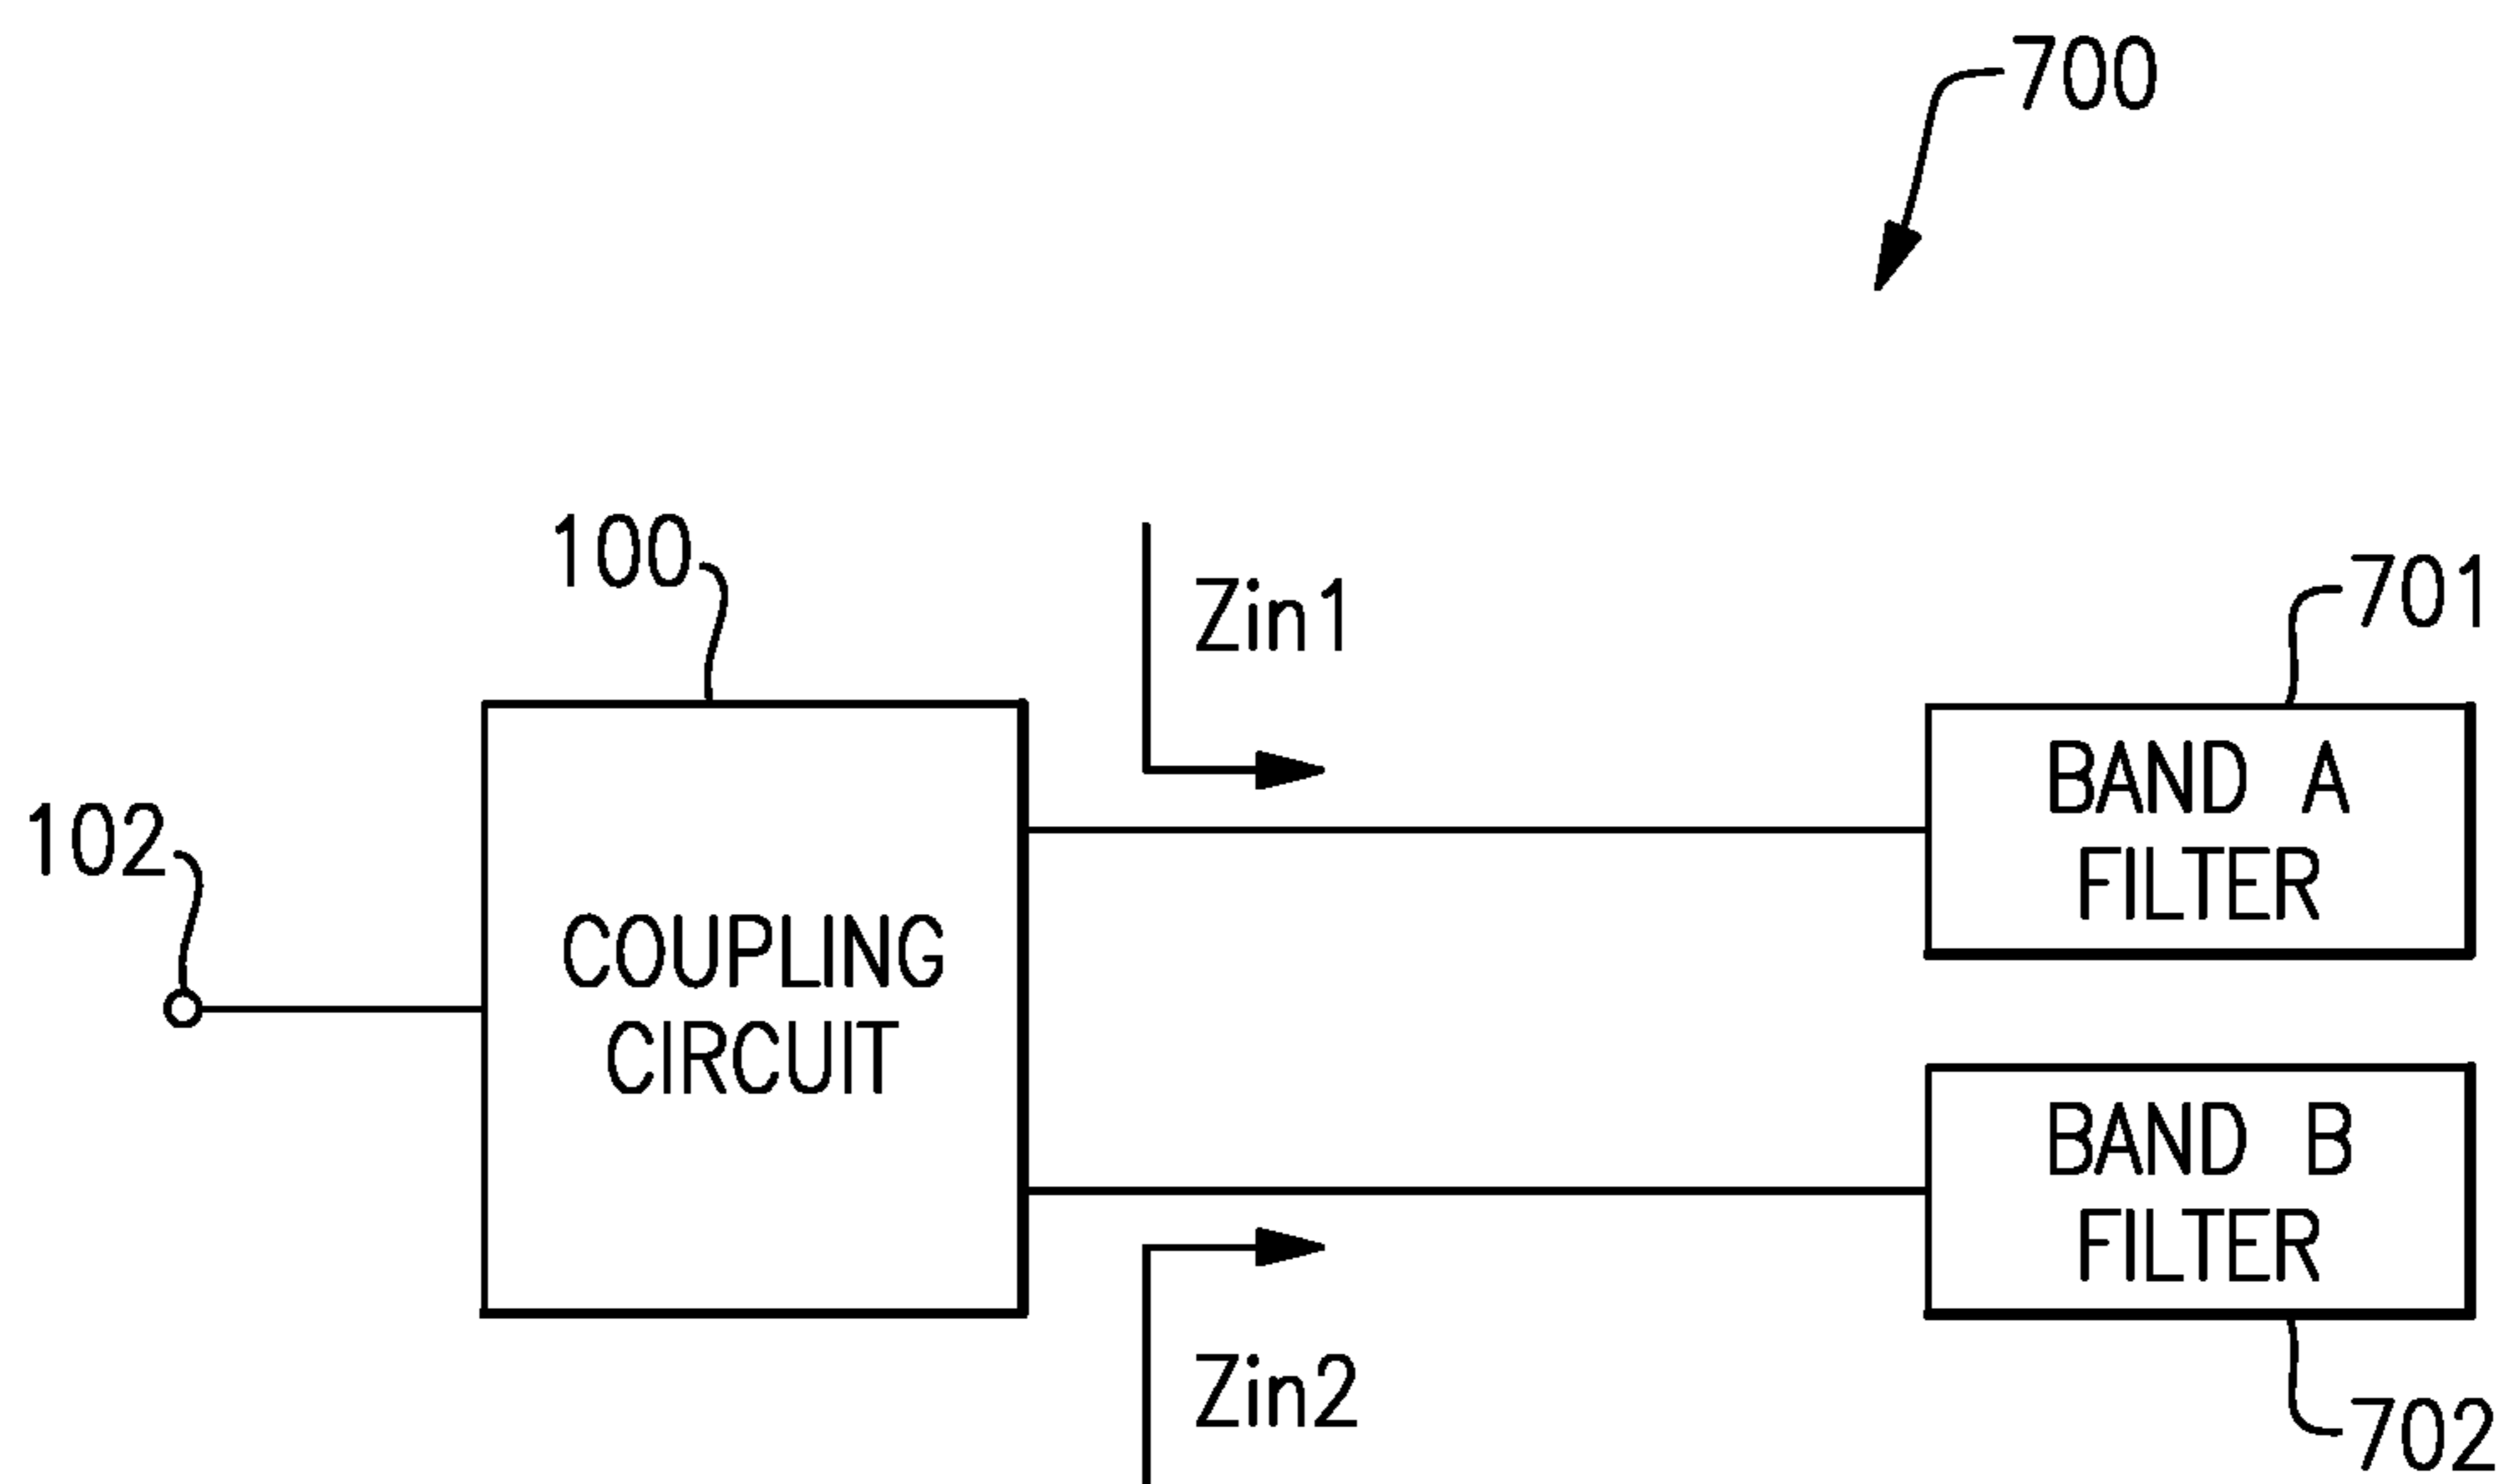 700
100
Zin1
701
BAND A
FILTER
102
COUPLING
CIRCUIT
BAND B
FILTER
Zin2
702